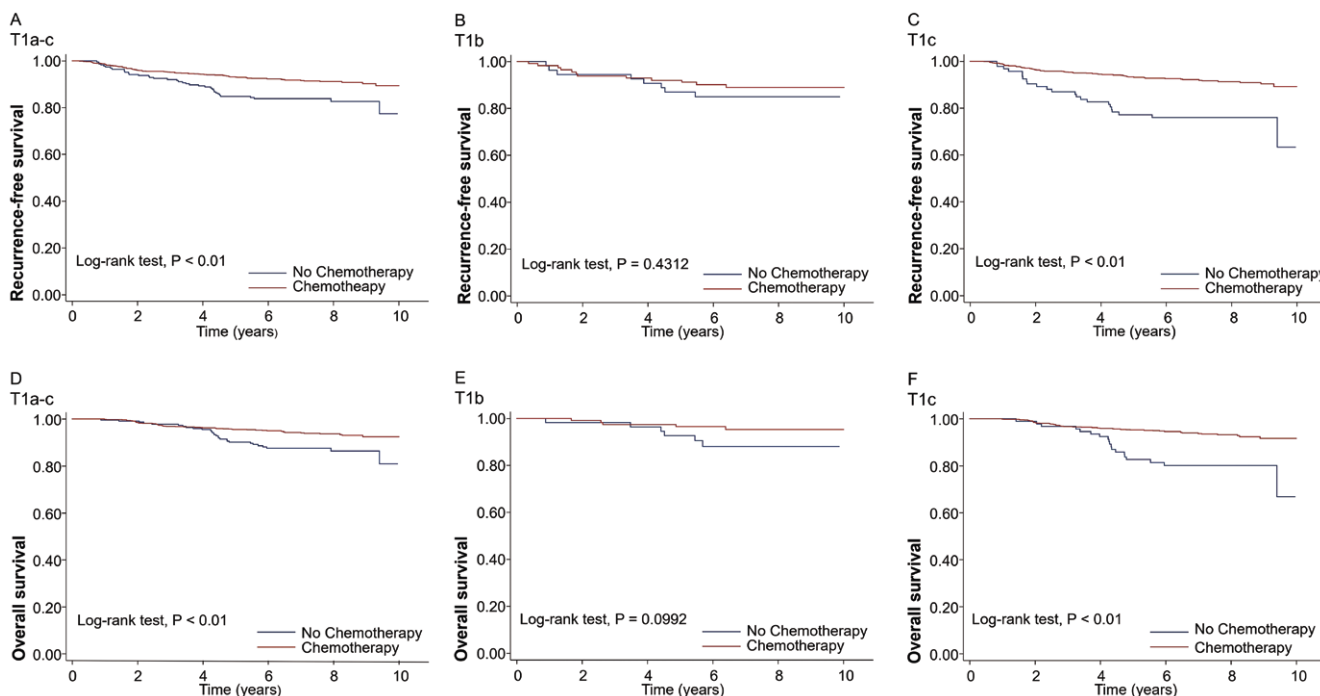 A
T1a-c
1.00
0.80
0.60
0.40
0.20
0.00
Recurrence-free survival
Log-rank test, P < 0.01
No Chemotherapy
Chemotheapy
0 2 4 6 8 10
Time (years)
B
T1b
1.00
0.80
0.60
0.40
0.20
0.00
Recurrence-free survival
Log-rank test, P = 0.4312
No Chemotherapy
Chemotherapy
0 2 4 6 8 10
Time (years)
C
T1c
1.00
0.80
0.60
0.40
0.20
0.00
Recurrence-free survival
Log-rank test, P < 0.01
No Chemotherapy
Chemotherapy
0 2 4 6 8 10
Time (years)
D
T1a-c
1.00
0.80
0.60
0.40
0.20
0.00
Overall survival
Log-rank test, P < 0.01
No Chemotherapy
Chemotherapy
0 2 4 6 8 10
Time (years)
E
T1b
1.00
0.80
0.60
0.40
0.20
0.00
Overall survival
Log-rank test, P = 0.0992
No Chemotherapy
Chemotherapy
0 2 4 6 8 10
Time (years)
F
T1c
1.00
0.80
0.60
0.40
0.20
0.00
Overall survival
Log-rank test, P < 0.01
No Chemotherapy
Chemotherapy
0 2 4 6 8 10
Time (years)